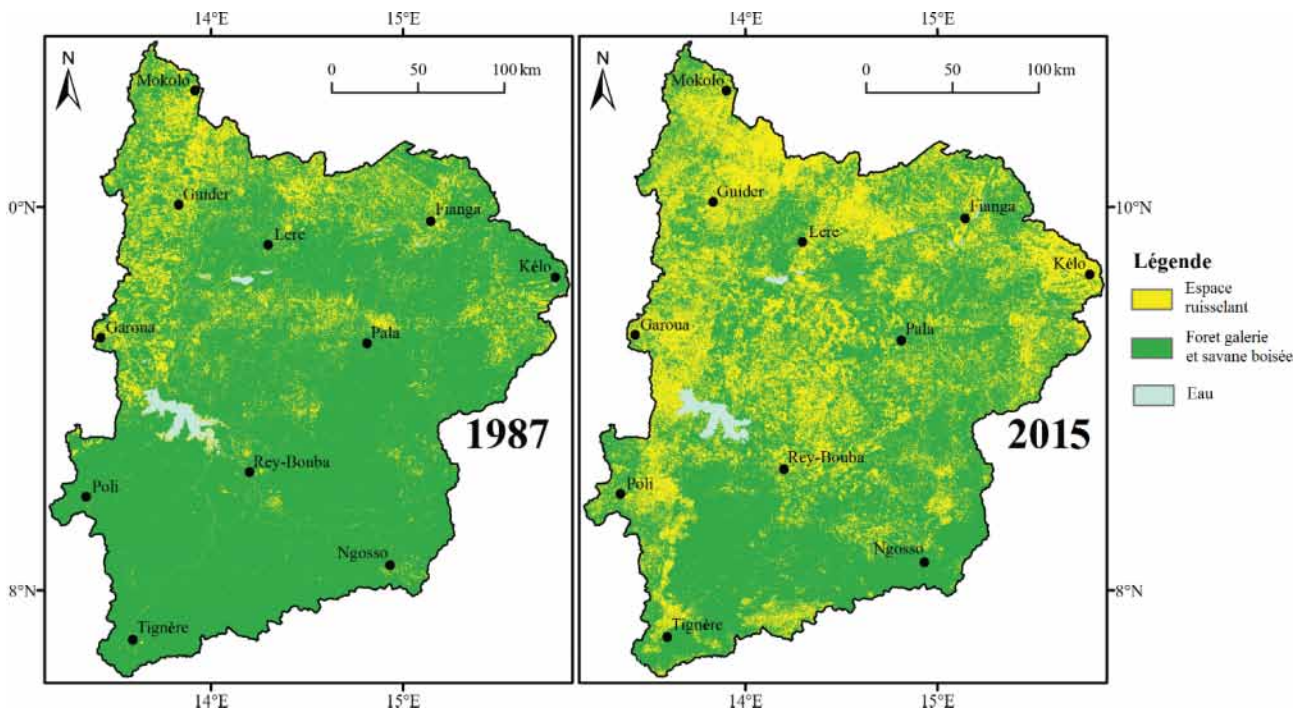 14°E 15°E 14°E 15°E
N
0 50 100 km
Mokolo
Guider
0°N
Fianga
Lere
Kélo
Garoua
Pala
1987
Rey-Bouba
Poli
Ngosso
8°N
Tignère
14°E 15°E
N
0 50 100 km
Mokolo
Guider
10°N
Fianga
Lere
Kélo
Garoua
Pala
2015
Rey-Bouba
Poli
Ngosso
8°N
Tignère
14°E 15°E
Légende
Espace
ruisselant
Foret galerie
et savane boisée
Eau